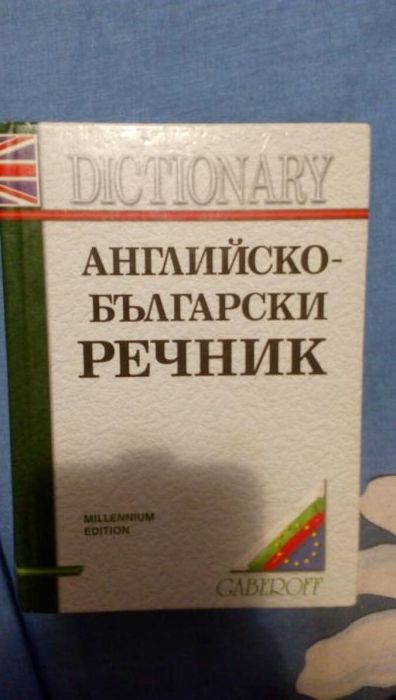 DICTIONARY
АНГЛИЙСКО-
БЪЛГАРСКИ
РЕЧНИК
MILLENNIUM
EDITION
GABEROFF